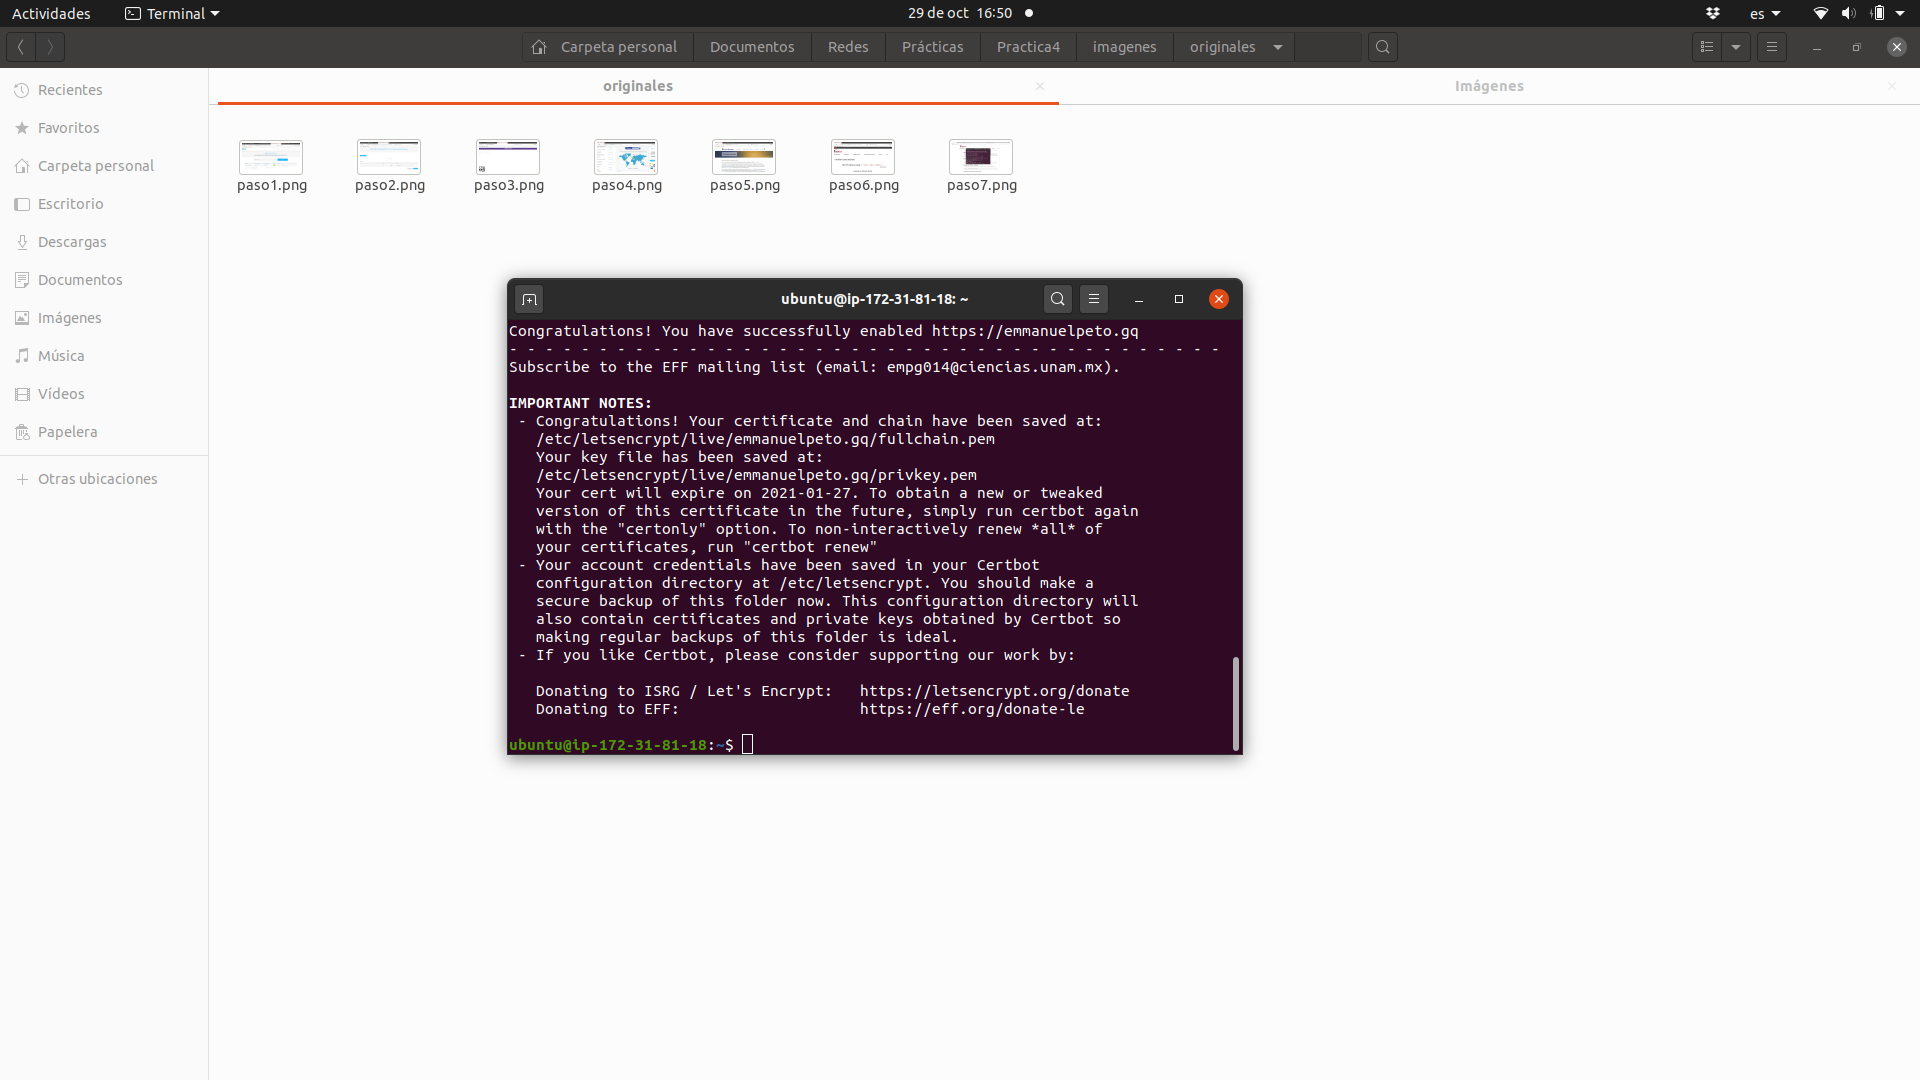 Actividades
Terminal
29 de oct 16:50
es
Carpeta personal
Documentos
Redes
Prácticas
Practica4
imagenes
originales
Recientes
Favoritos
Carpeta personal
Escritorio
Descargas
Documentos
Imágenes
Música
Vídeos
Papelera
Otras ubicaciones
originales
Imágenes
paso1.png
paso2.png
paso3.png
paso4.png
paso5.png
paso6.png
paso7.png
ubuntu@ip-172-31-81-18: ~
Congratulations! You have successfully enabled https://emmanuelpeto.gq
- - - - - - - - - - - - - - - - - - - - - - - - - - - - - - - - - - - - - - - -
Subscribe to the EFF mailing list (email: empg014@ciencias.unam.mx).
IMPORTANT NOTES:
- Congratulations! Your certificate and chain have been saved at:
/etc/letsencrypt/live/emmanuelpeto.gq/fullchain.pem
Your key file has been saved at:
/etc/letsencrypt/live/emmanuelpeto.gq/privkey.pem
Your cert will expire on 2021-01-27. To obtain a new or tweaked
version of this certificate in the future, simply run certbot again
with the "certonly" option. To non-interactively renew *all* of
your certificates, run "certbot renew"
- Your account credentials have been saved in your Certbot
configuration directory at /etc/letsencrypt. You should make a
secure backup of this folder now. This configuration directory will
also contain certificates and private keys obtained by Certbot so
making regular backups of this folder is ideal.
- If you like Certbot, please consider supporting our work by:
Donating to ISRG / Let's Encrypt:   https://letsencrypt.org/donate
Donating to EFF:                    https://eff.org/donate-le
ubuntu@ip-172-31-81-18:~$